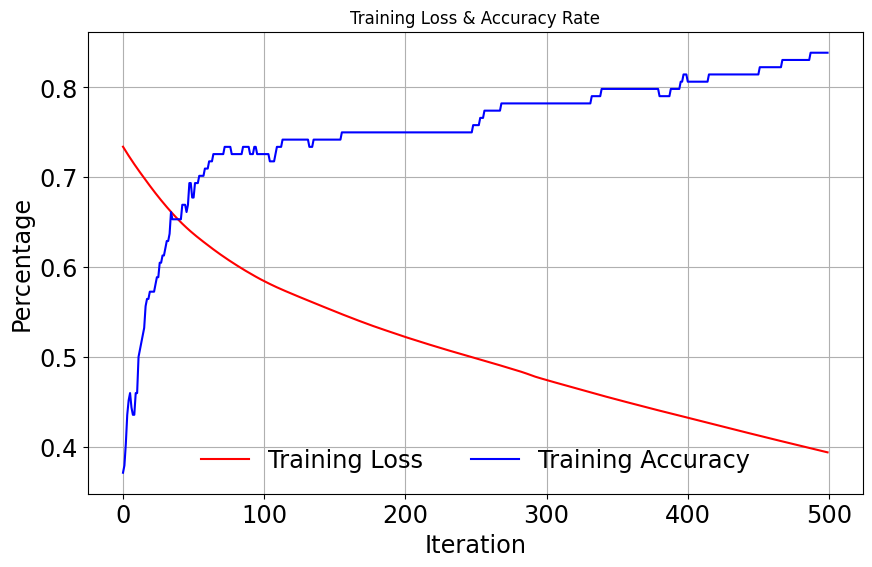 Training Loss & Accuracy Rate
0.8
0.7
0.6
0.5
0.4
Percentage
Training Loss
Training Accuracy
0 100 200 300 400 500
Iteration